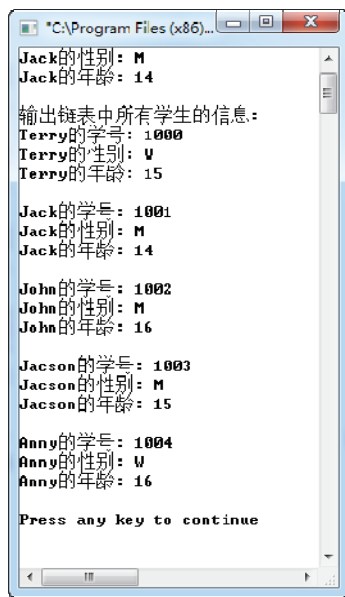 "C:\Program Files (x86)...
Jack的性别: M
Jack的年龄: 14
输出链表中所有学生的信息:
Terry的学号: 1000
Terry的性别: W
Terry的年龄: 15
Jack的学号: 1001
Jack的性别: M
Jack的年龄: 14
John的学号: 1002
John的性别: M
John的年龄: 16
Jacson的学号: 1003
Jacson的性别: M
Jacson的年龄: 15
Anny的学号: 1004
Anny的性别: W
Anny的年龄: 16
Press any key to continue